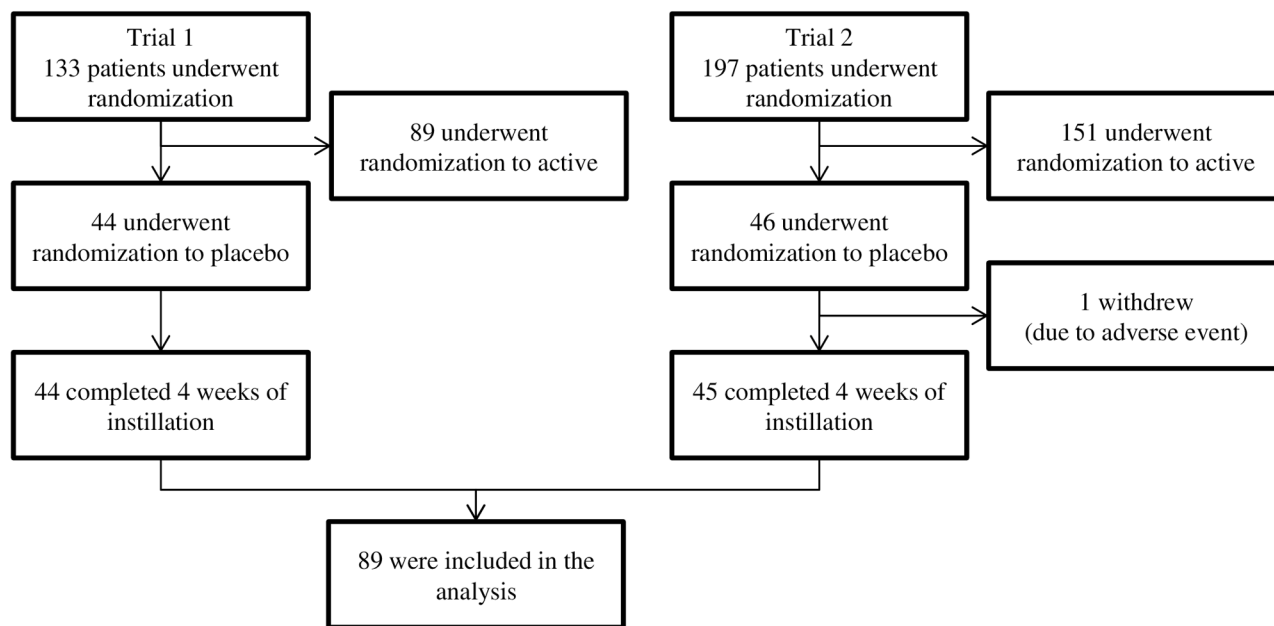 Trial 1
133 patients underwent
randomization
89 underwent
randomization to active
44 underwent
randomization to placebo
44 completed 4 weeks of
instillation
Trial 2
197 patients underwent
randomization
151 underwent
randomization to active
46 underwent
randomization to placebo
1 withdrew
(due to adverse event)
45 completed 4 weeks of
instillation
89 were included in the
analysis